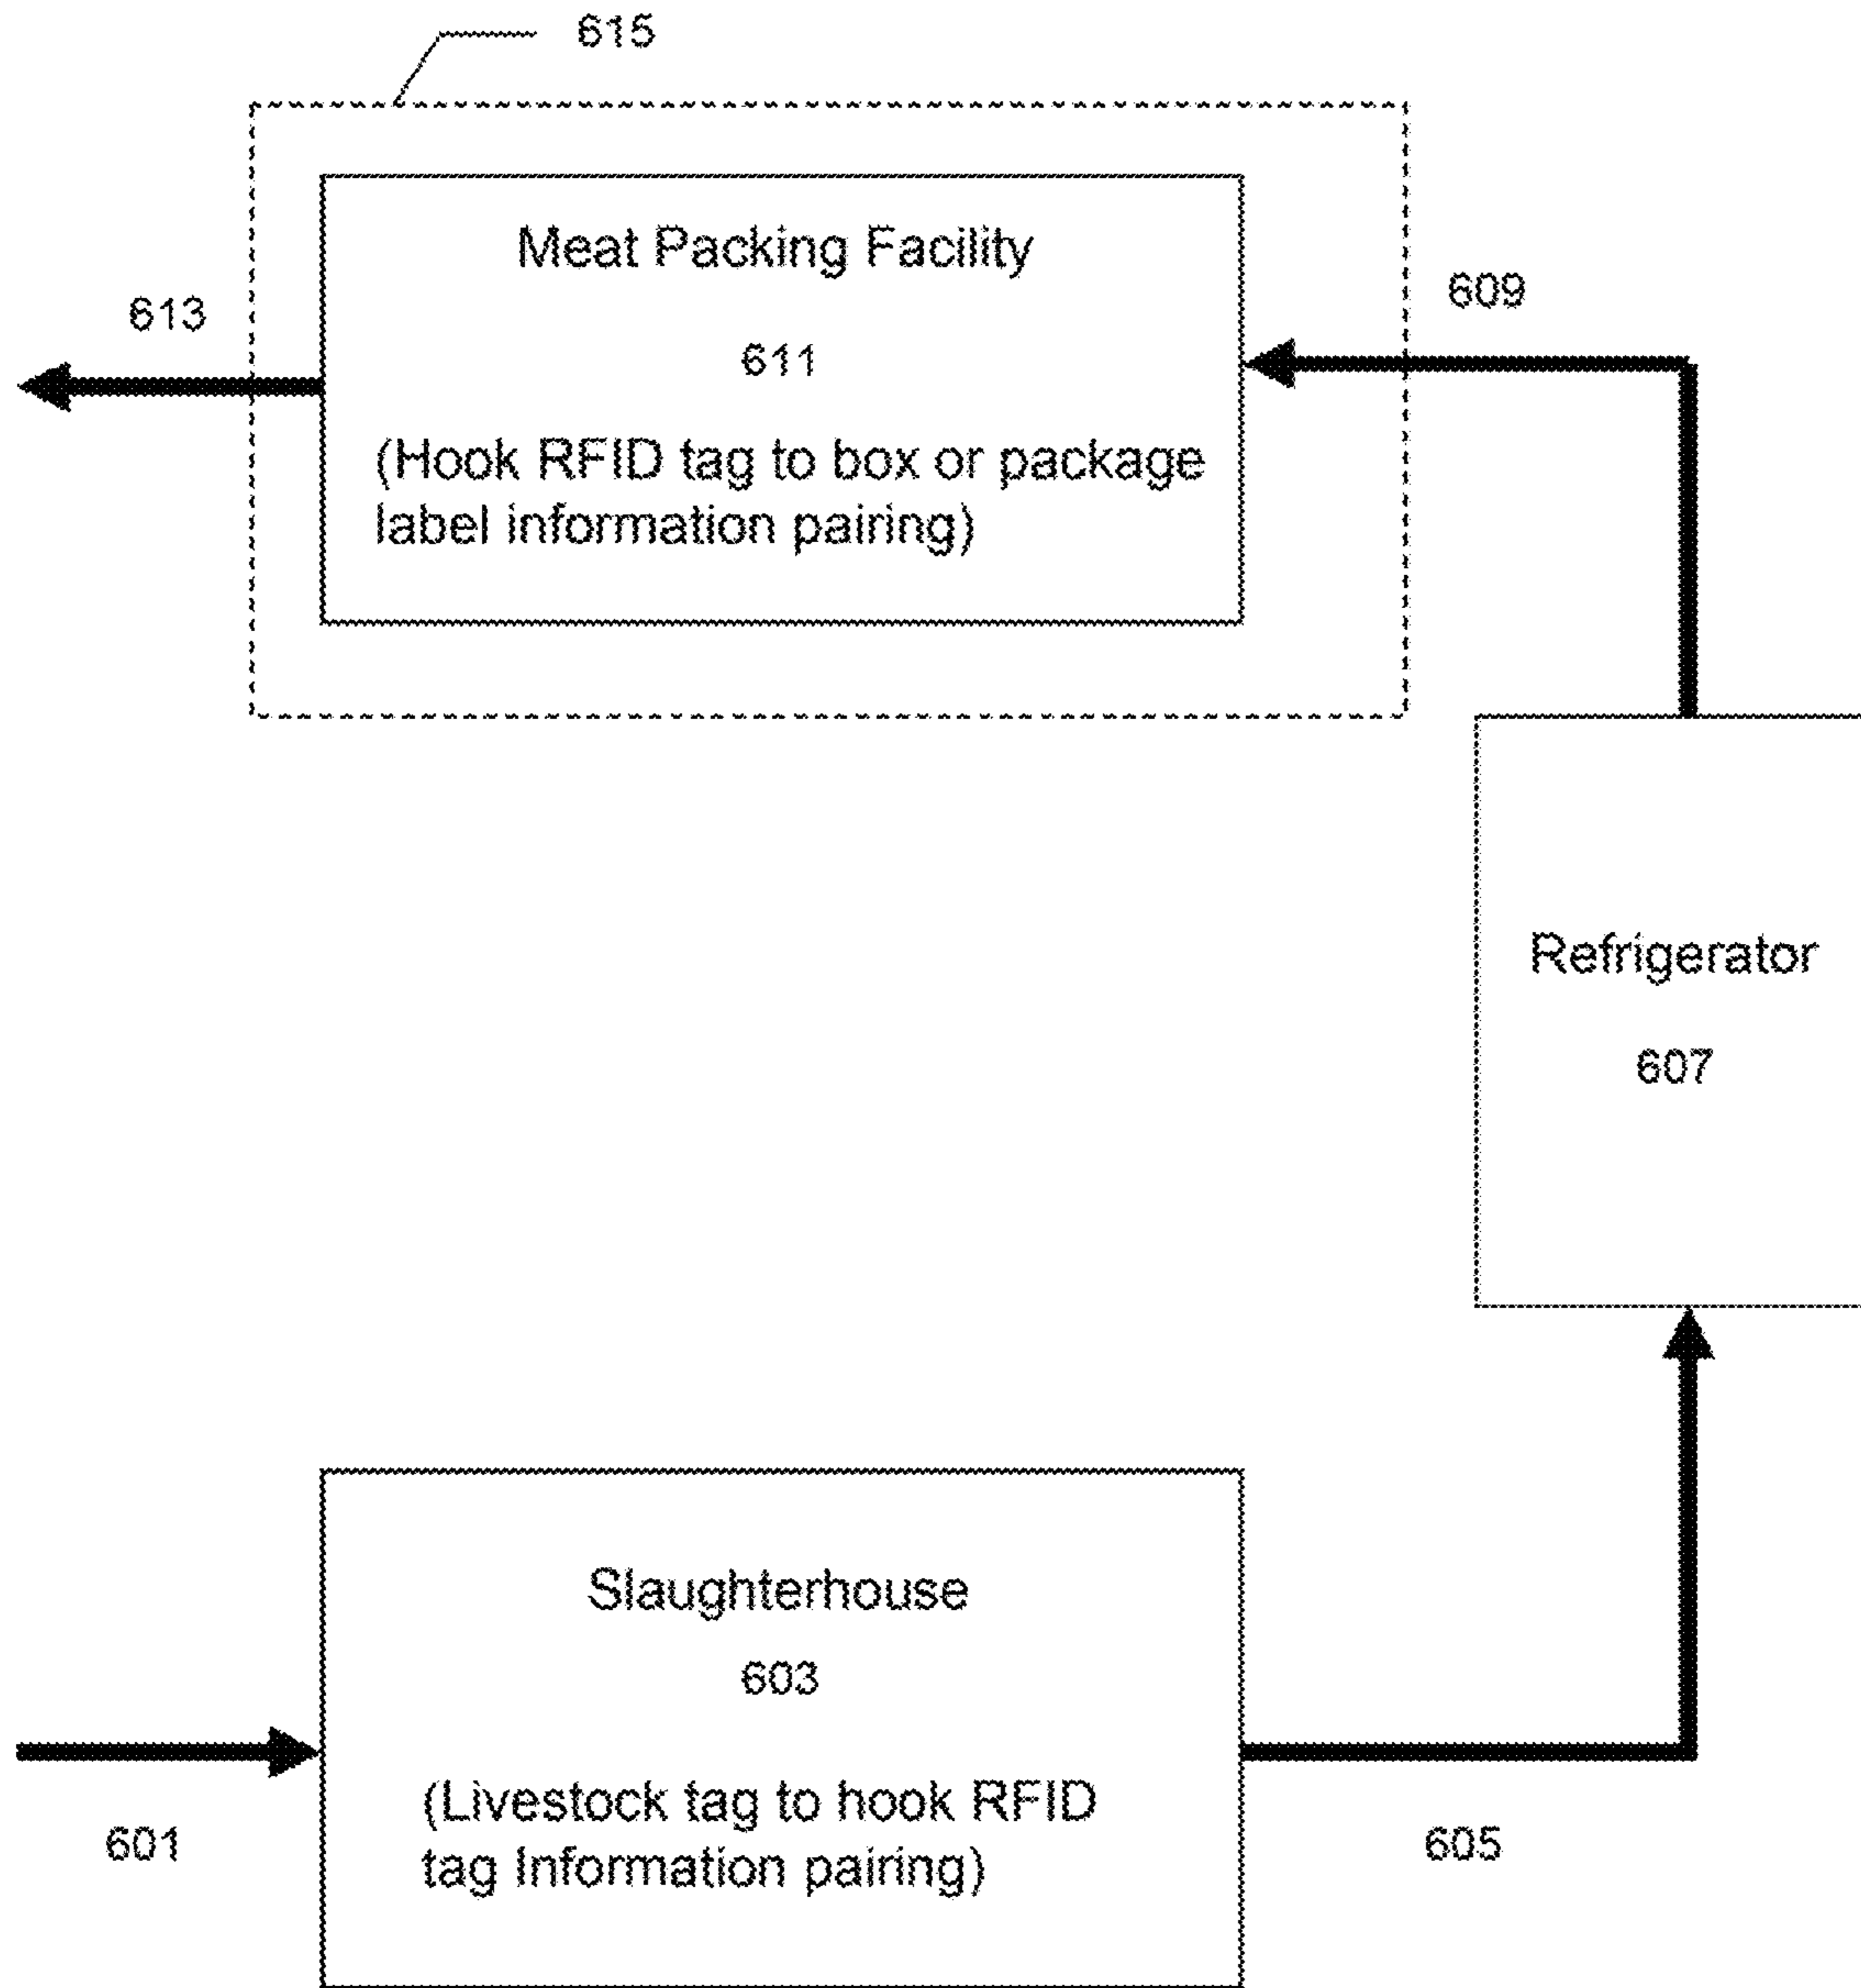 615
Meat Packing Facility
613
609
611
(Hook RFID tag to box or package
label information pairing)
Refrigerator
607
Slaughterhouse
603
(Livestock tag to hook RFID
tag Information pairing)
601
605